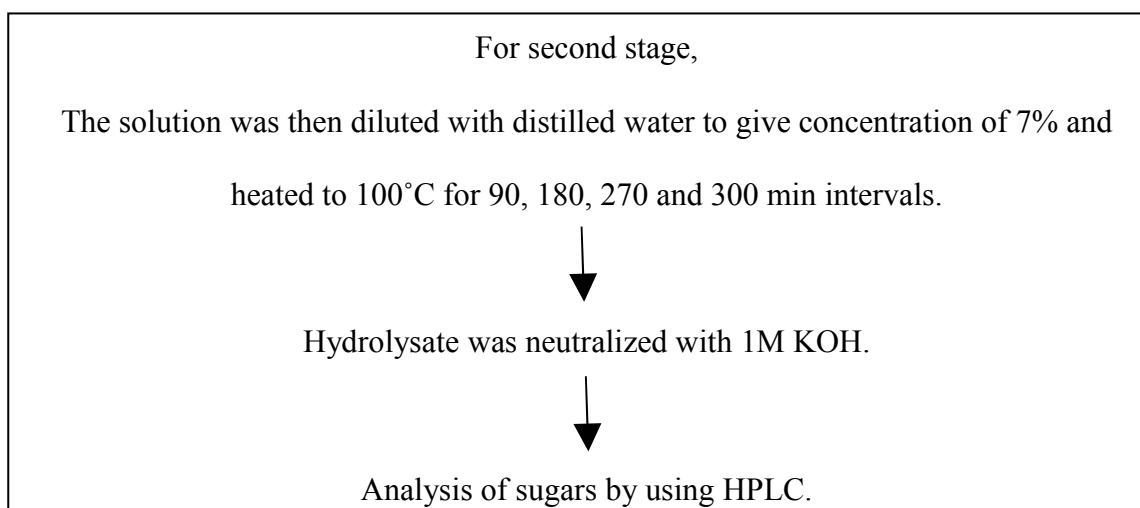 For second stage,
The solution was then diluted with distilled water to give concentration of 7% and
heated to 100˚C for 90, 180, 270 and 300 min intervals.
Hydrolysate was neutralized with 1M KOH.
Analysis of sugars by using HPLC.